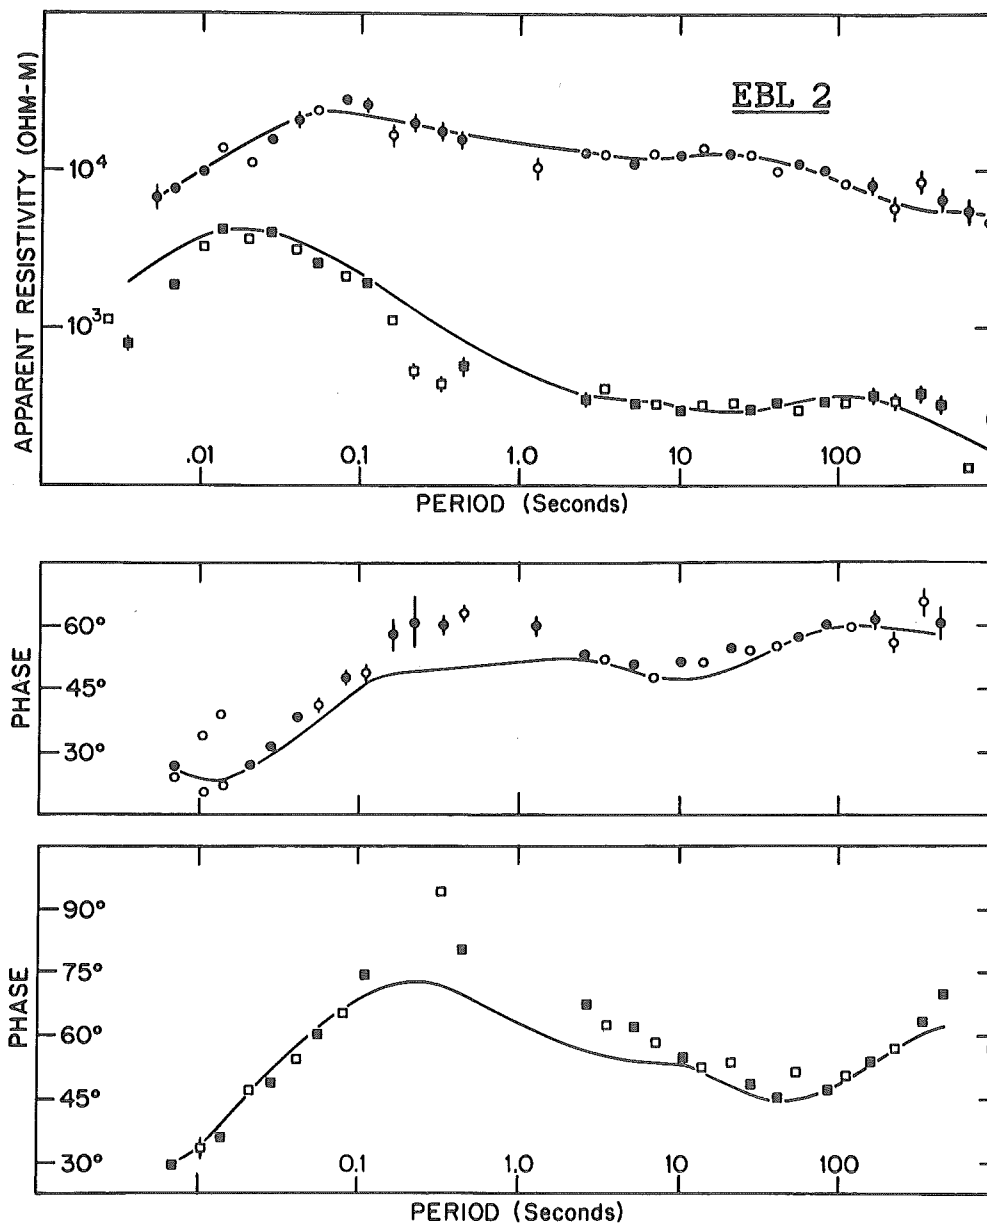 APPARENT RESISTIVITY (OHM-M)
EBL 2
10⁴
10³
.01 0.1 1.0 10 100
PERIOD (Seconds)
PHASE
60°
45°
30°
PHASE
90°
75°
60°
45°
30°
0.1 1.0 10 100
PERIOD (Seconds)